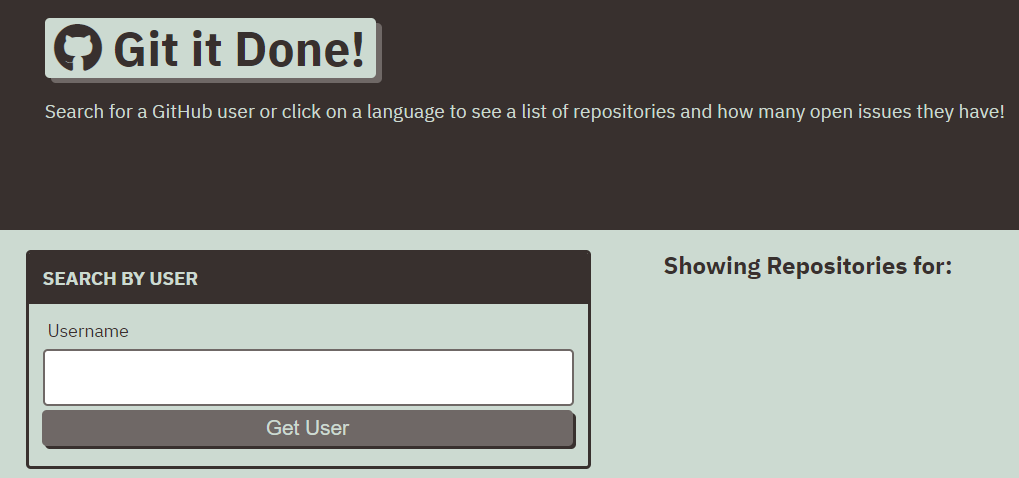 Git it Done!
Search for a GitHub user or click on a language to see a list of repositories and how many open issues they have!
SEARCH BY USER
Username
Get User
Showing Repositories for: